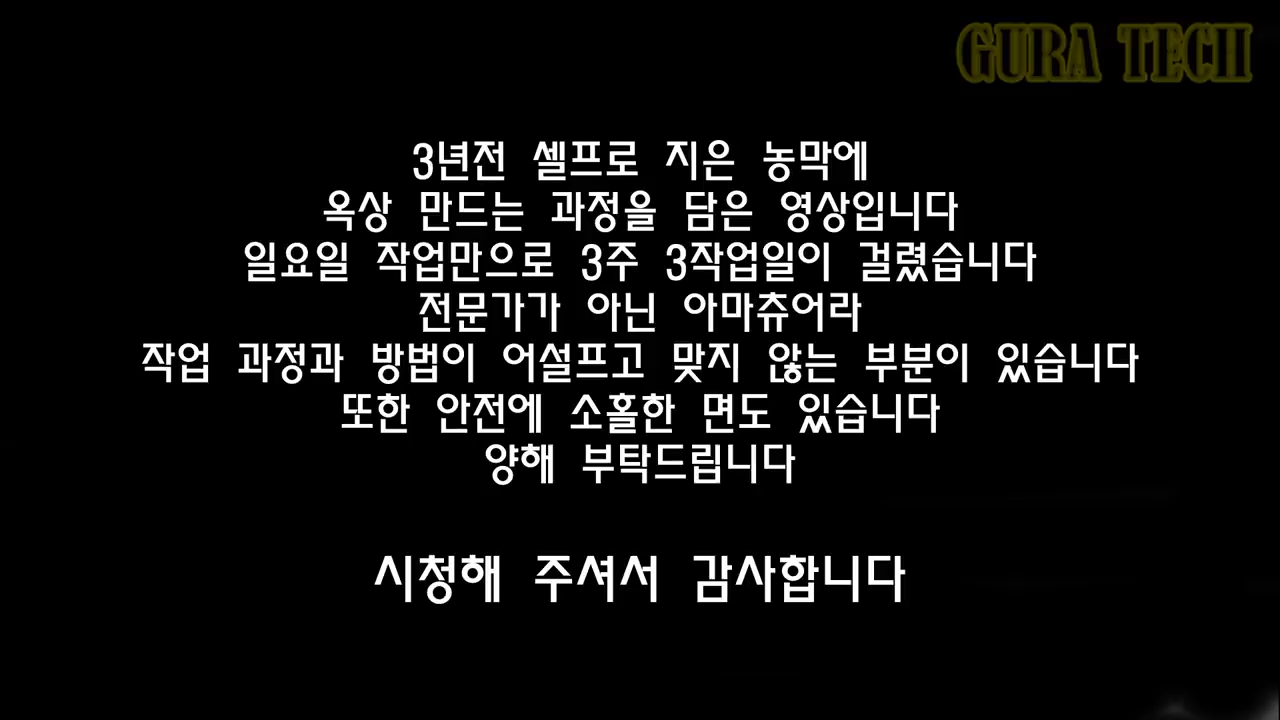 GURA TECH
3년전 셀프로 지은 농막에
옥상 만드는 과정을 담은 영상입니다
일요일 작업만으로 3주 3작업일이 걸렸습니다
전문가가 아닌 아마츄어라
작업 과정과 방법이 어설프고 맞지 않는 부분이 있습니다
또한 안전에 소홀한 면도 있습니다
양해 부탁드립니다
시청해 주셔서 감사합니다